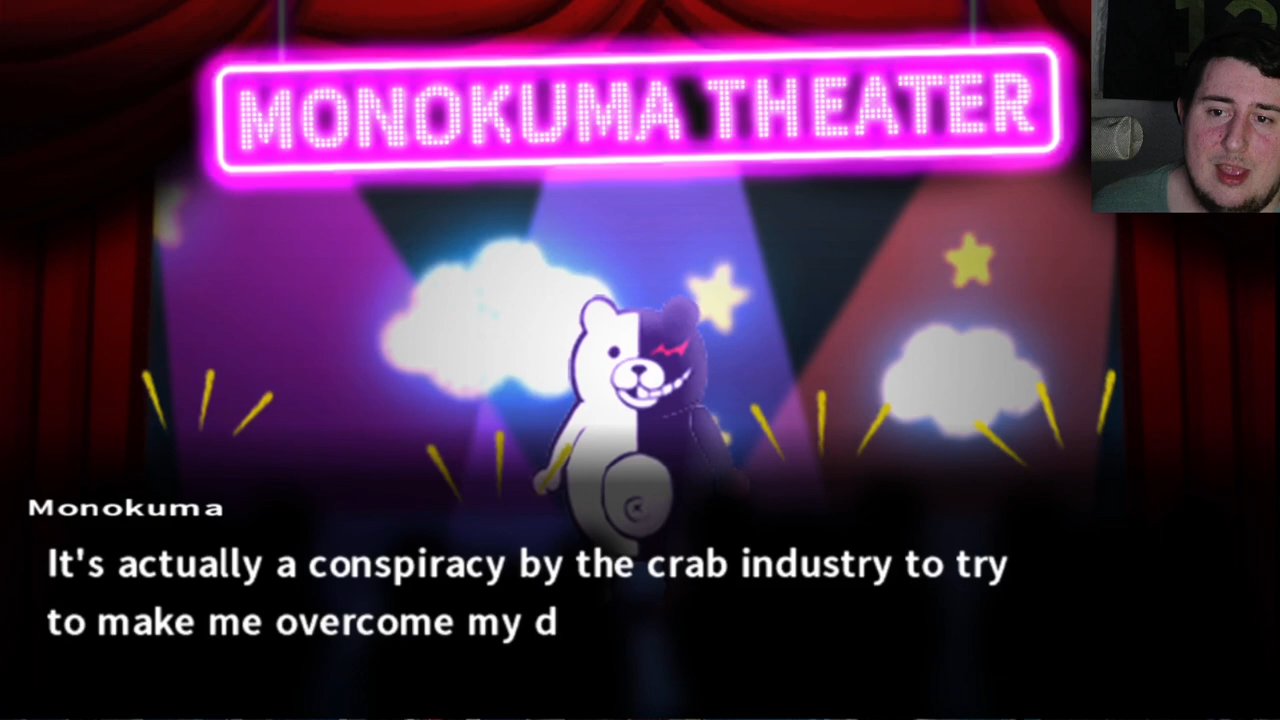 MONOKUMA THEATER
Monokuma
It's actually a conspiracy by the crab industry to try
to make me overcome my d